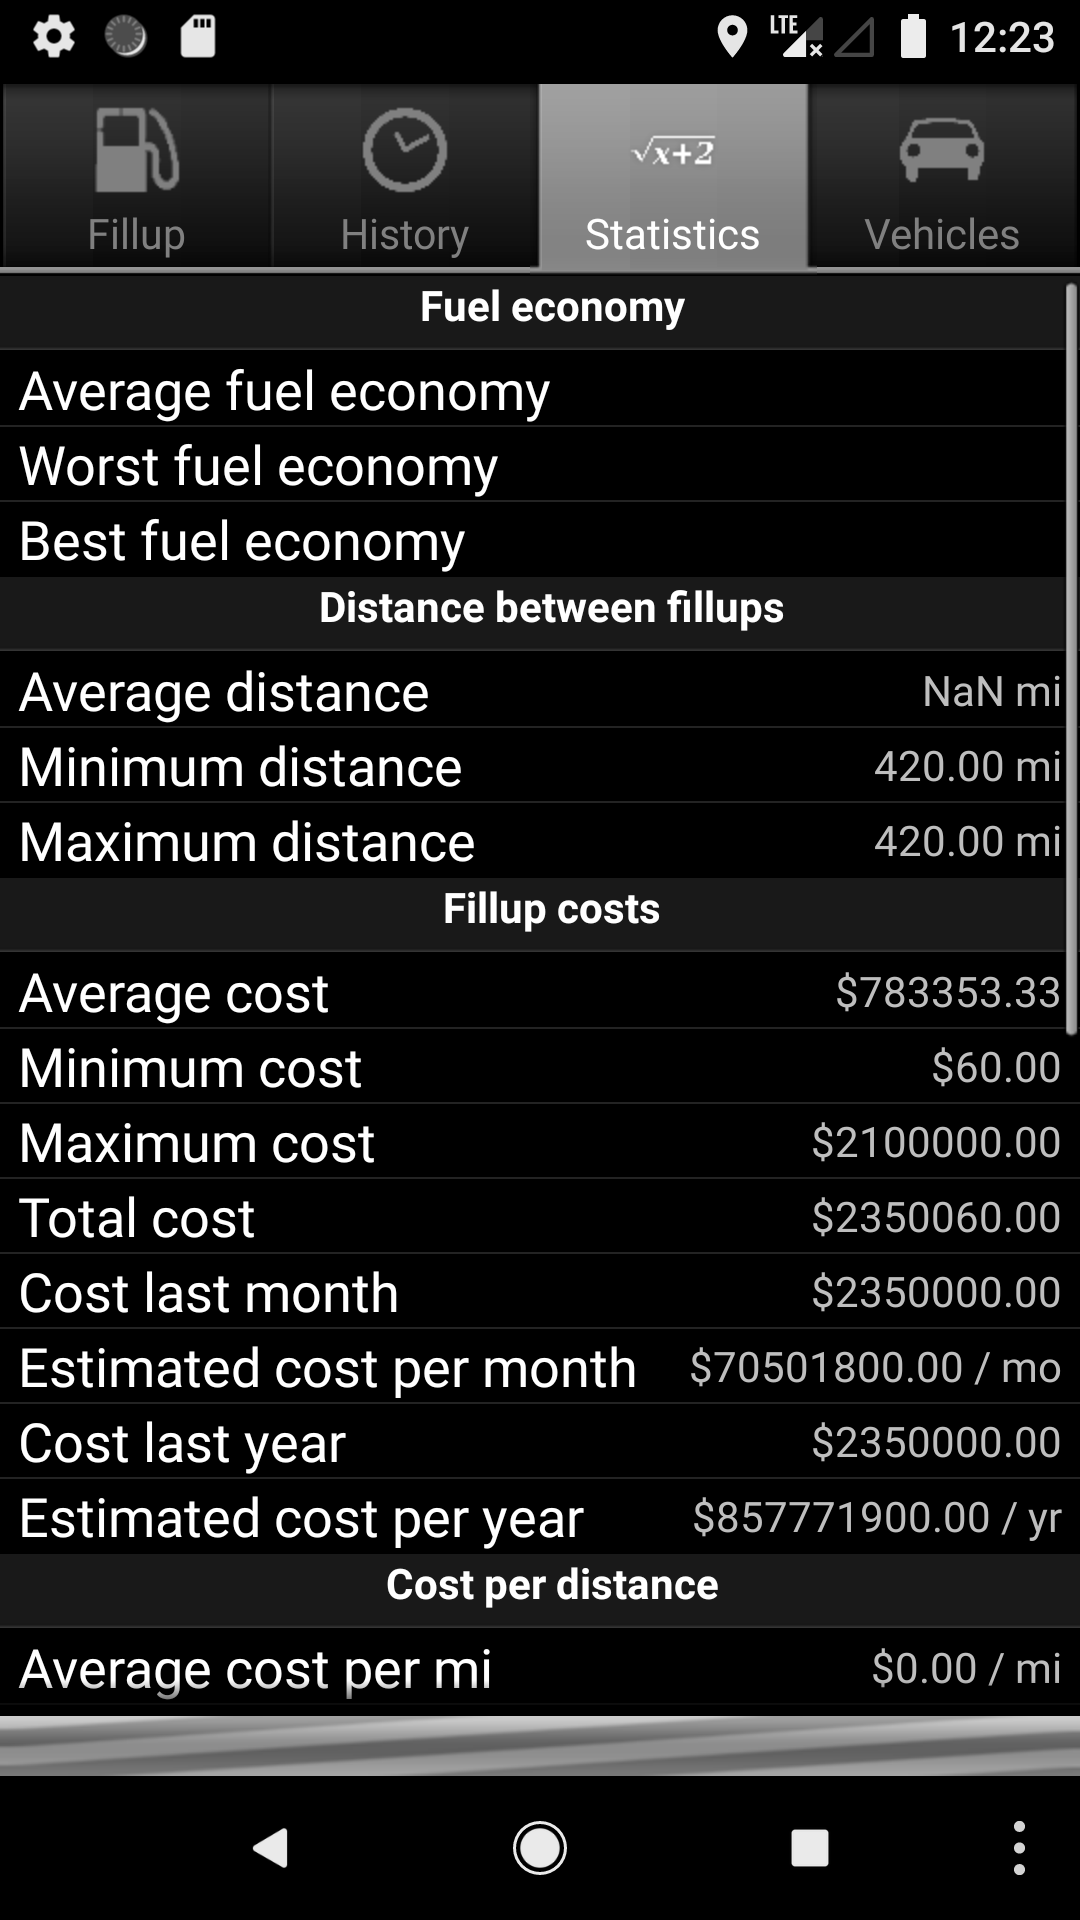 LTE 12:23
√x+2
Fillup History Statistics Vehicles
Fuel economy
Average fuel economy
Worst fuel economy
Best fuel economy
Distance between fillups
Average distance NaN mi
Minimum distance 420.00 mi
Maximum distance 420.00 mi
Fillup costs
Average cost $783353.33
Minimum cost $60.00
Maximum cost $2100000.00
Total cost $2350060.00
Cost last month $2350000.00
Estimated cost per month $70501800.00 / mo
Cost last year $2350000.00
Estimated cost per year $857771900.00 / yr
Cost per distance
Average cost per mi $0.00 / mi